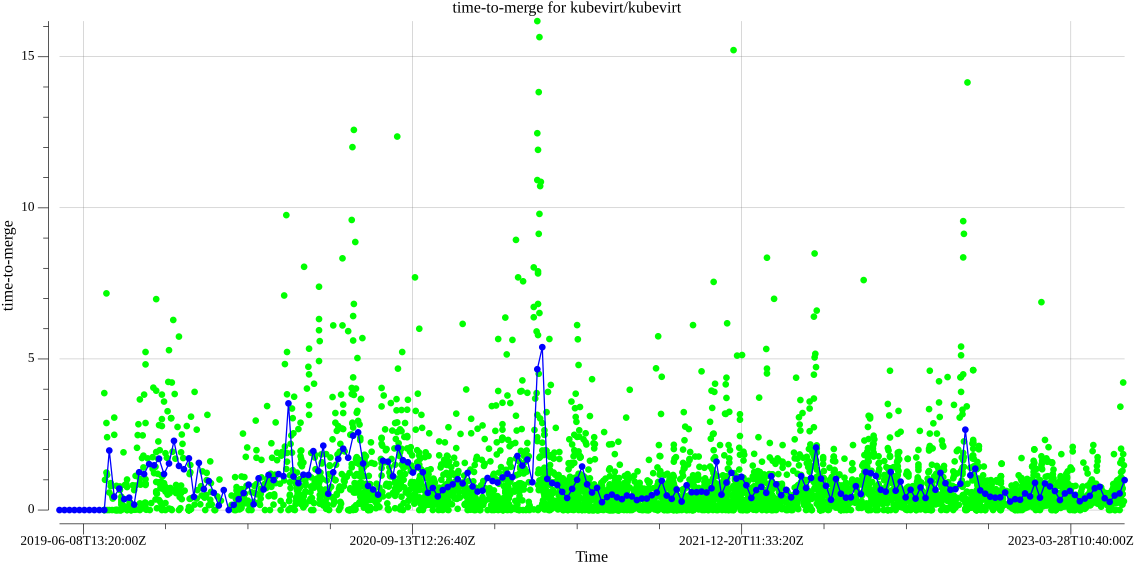 time-to-merge for kubevirt/kubevirt
15
10
5
0
time-to-merge
2019-06-08T13:20:00Z
2020-09-13T12:26:40Z
2021-12-20T11:33:20Z
2023-03-28T10:40:00Z
Time